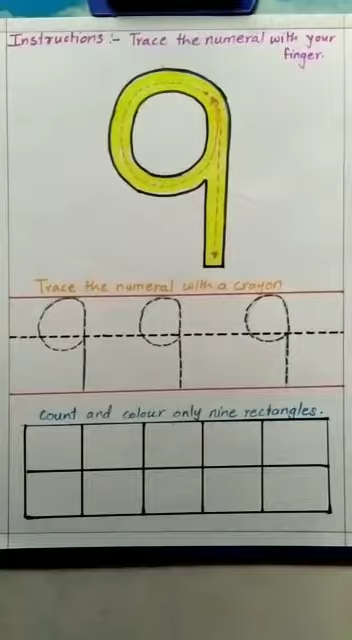 Instructions :- Trace the numeral with your
finger.
9
Trace the numeral with a crayon
9 9 9
Count and colour only nine rectangles.